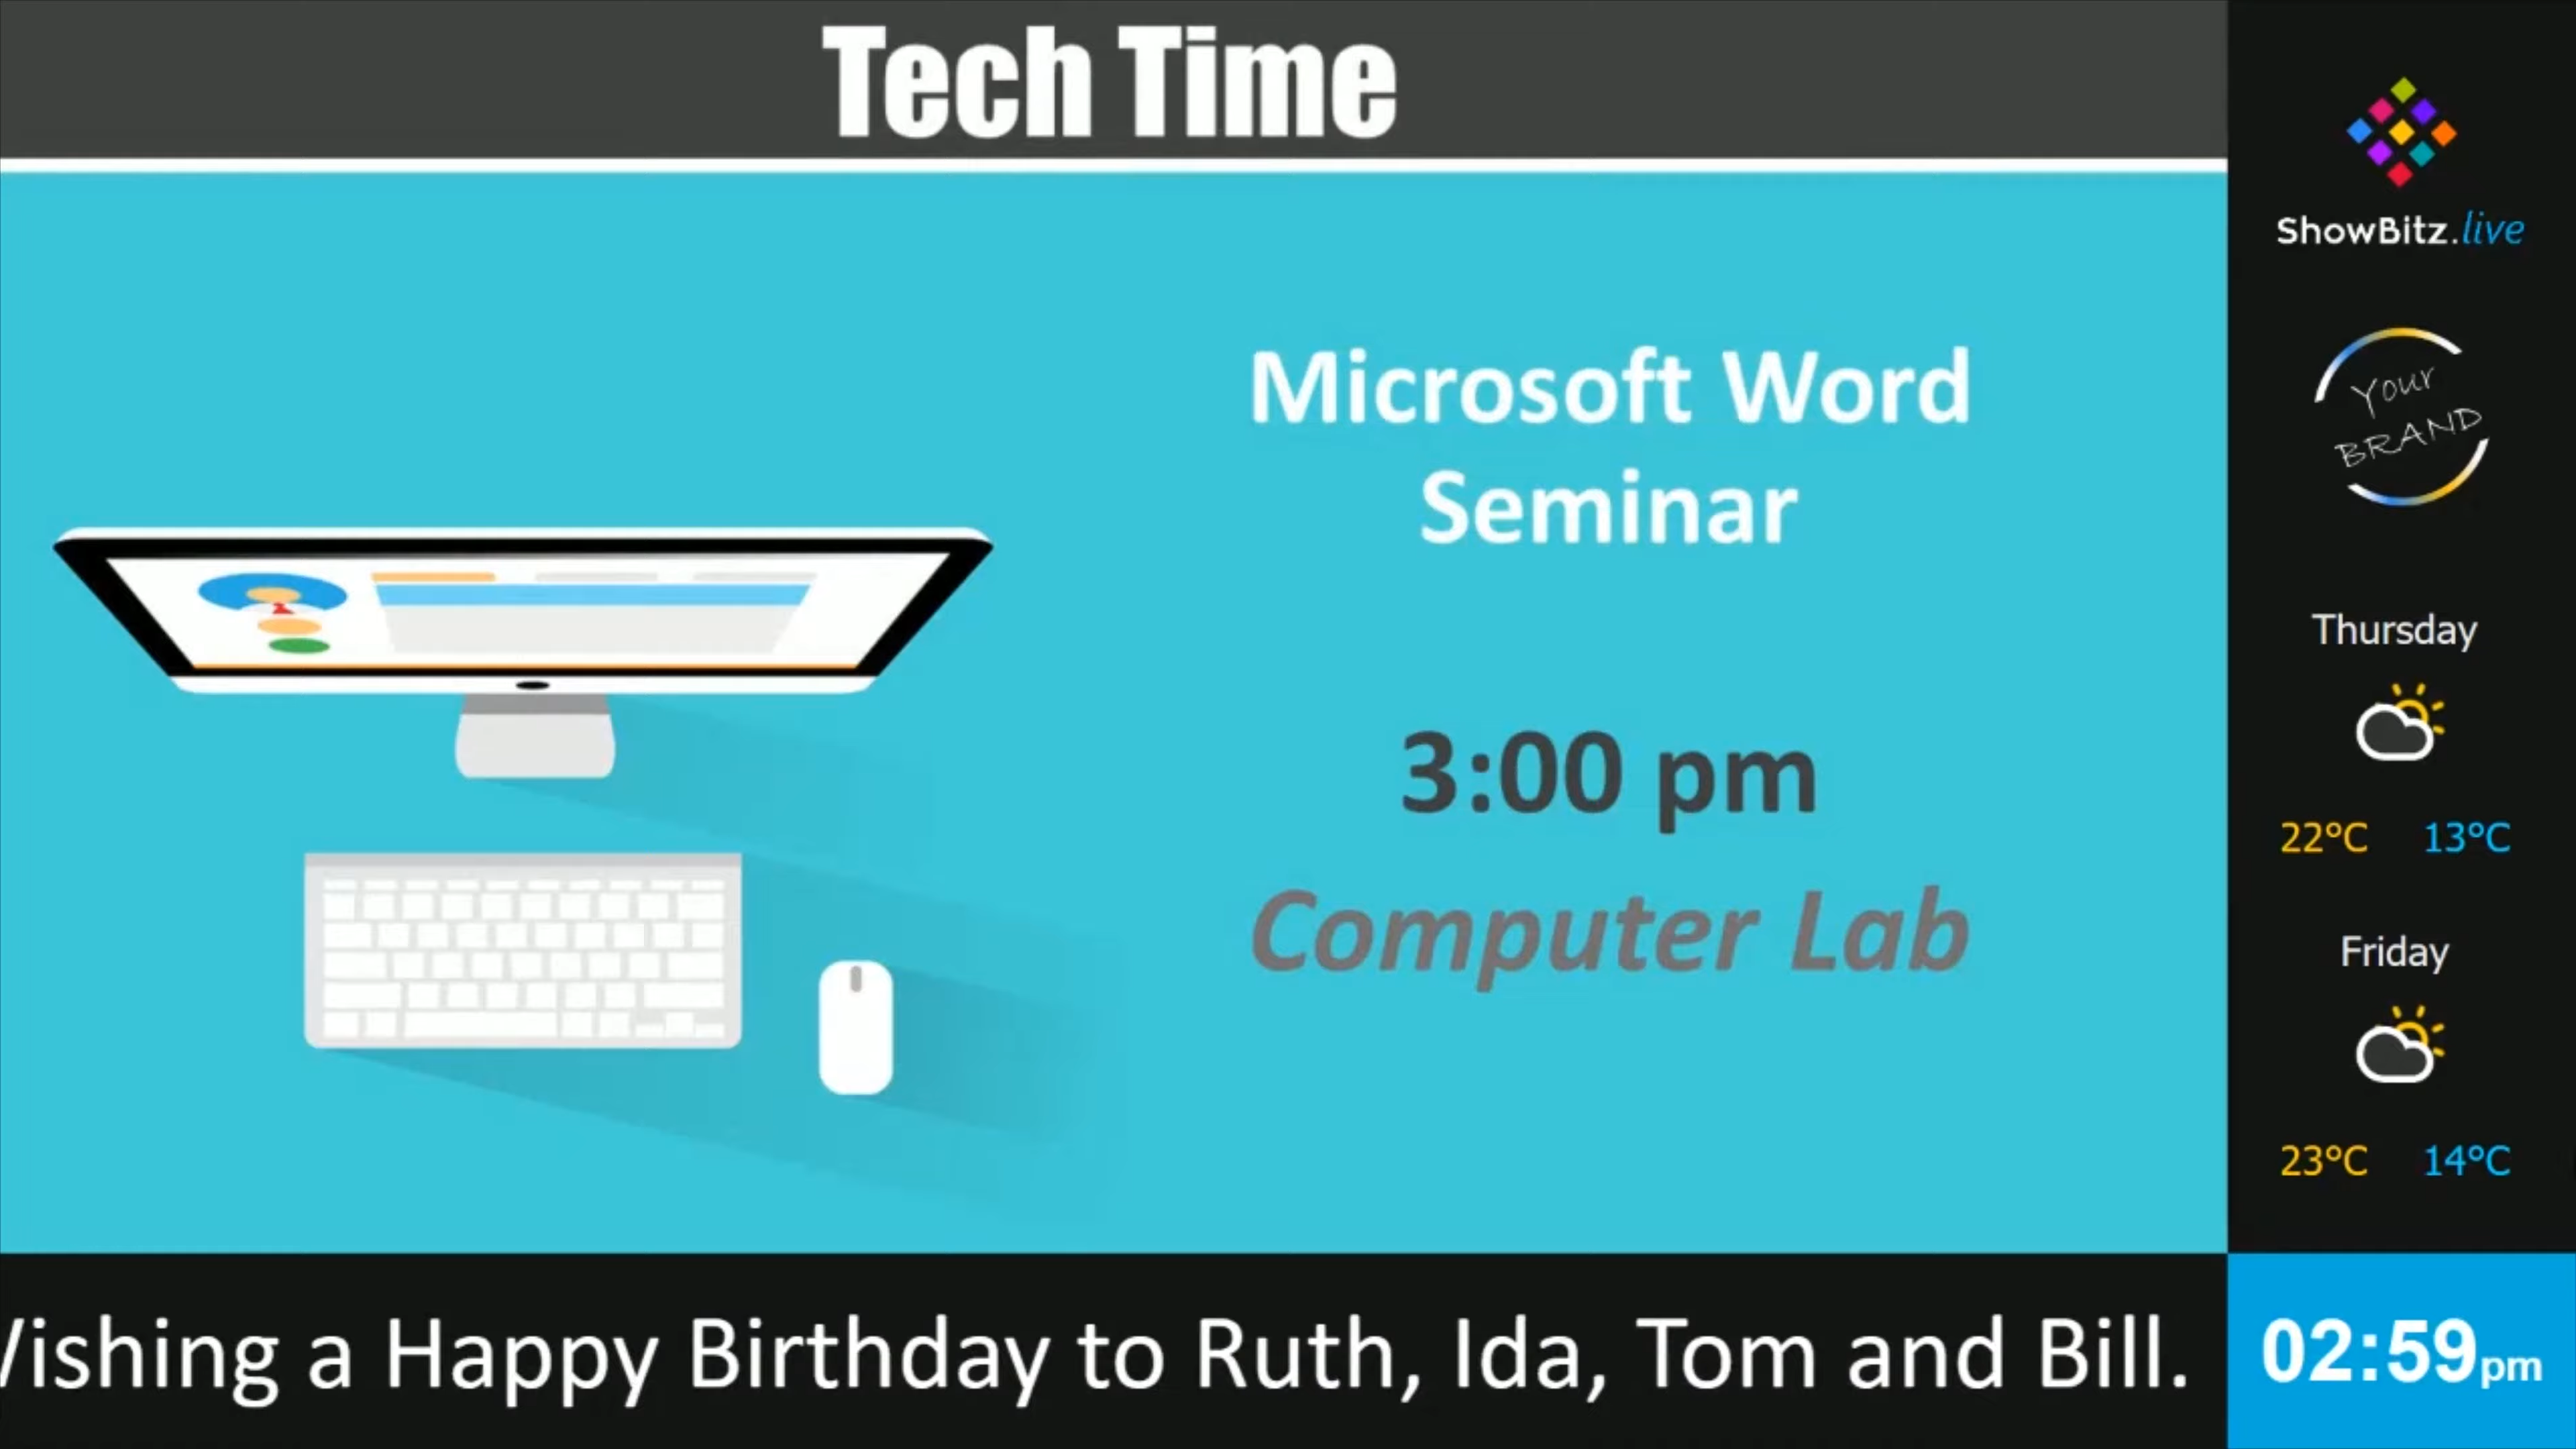 Tech Time
Microsoft Word
Seminar
3:00 pm
Computer Lab
ShowBitz.live
Your
BRAND
Thursday
22°C 13°C
Friday
23°C 14°C
ishing a Happy Birthday to Ruth, Ida, Tom and Bill.
02:59pm